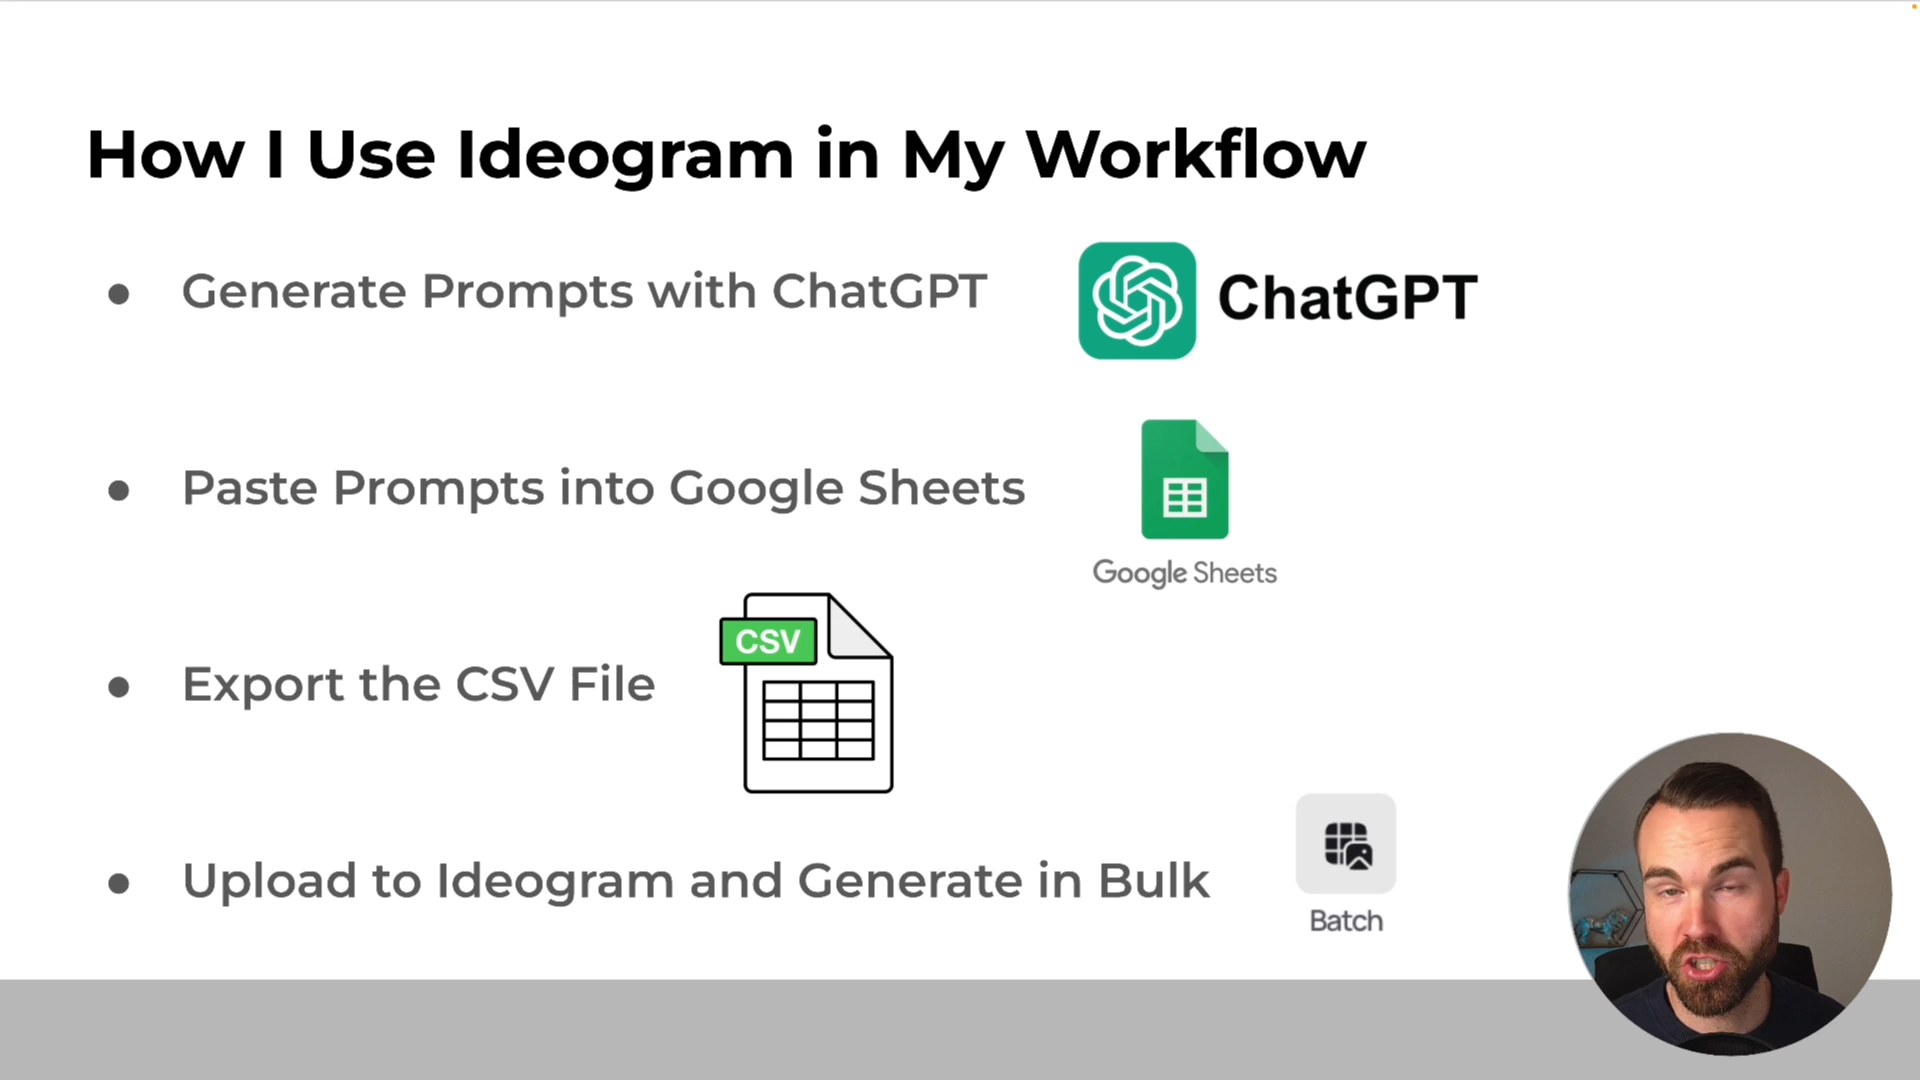 How I Use Ideogram in My Workflow
Generate Prompts with ChatGPT
ChatGPT
Paste Prompts into Google Sheets
Google Sheets
CSV
Export the CSV File
Upload to Ideogram and Generate in Bulk
Batch